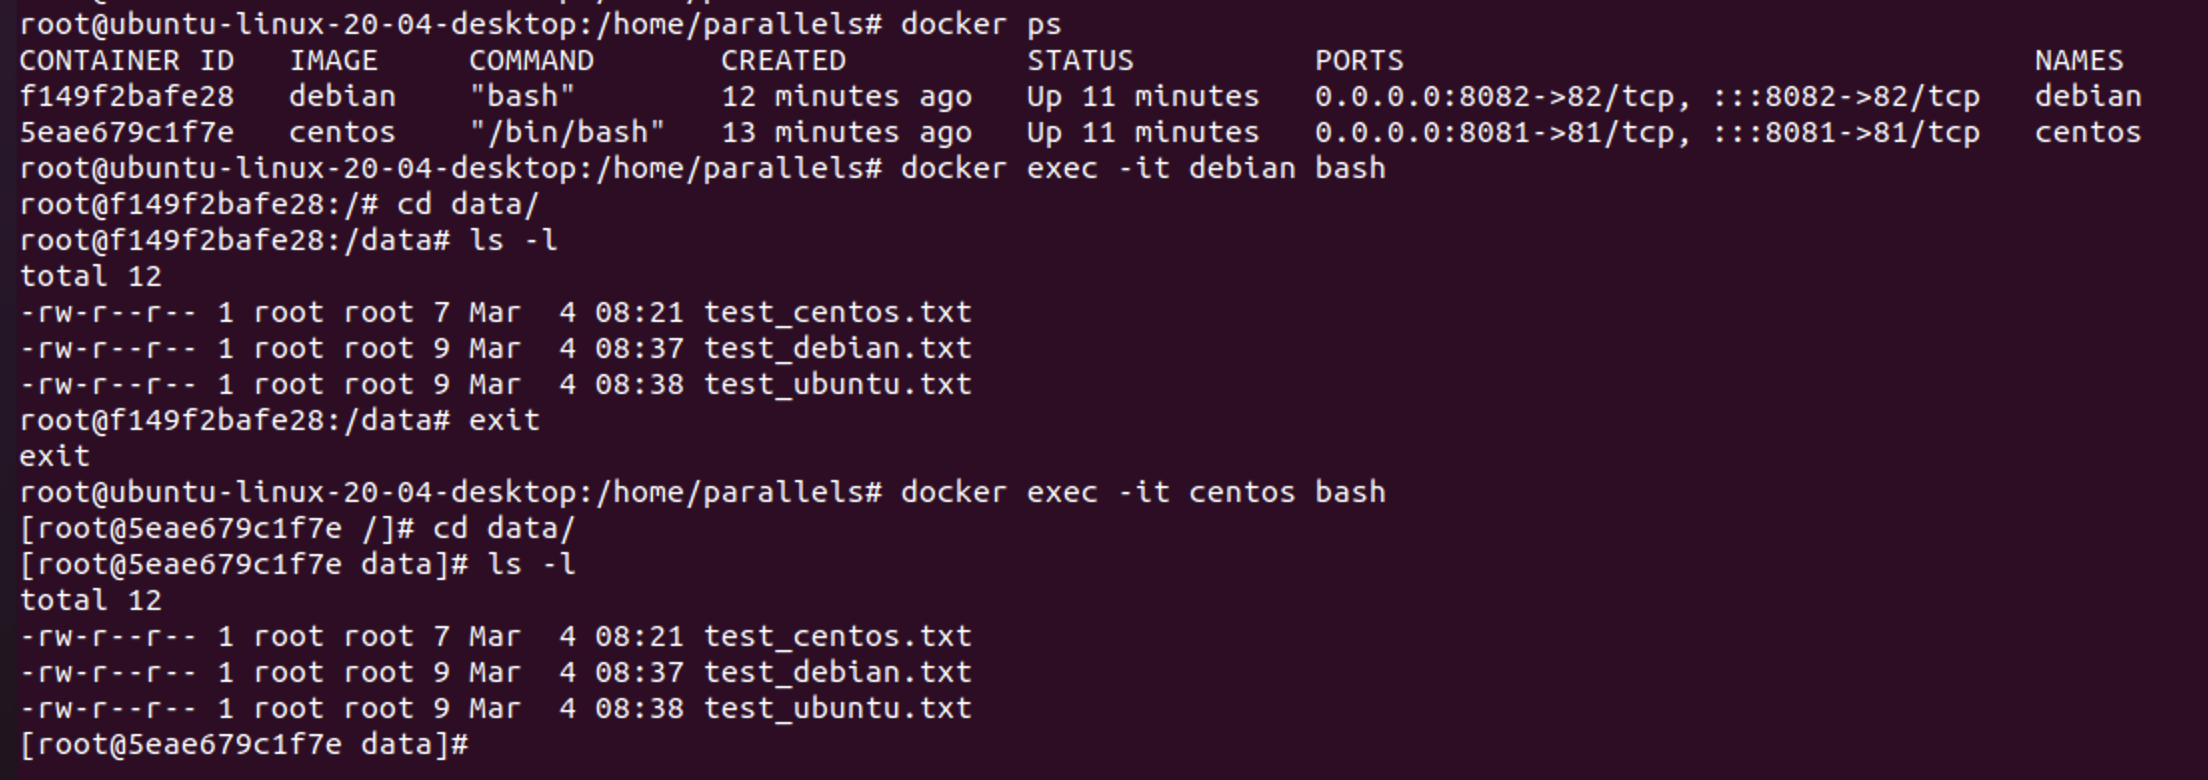 root@ubuntu-linux-20-04-desktop:/home/parallels# docker ps
CONTAINER ID   IMAGE     COMMAND       CREATED          STATUS          PORTS                                   NAMES
f149f2bafe28   debian    "bash"        12 minutes ago   Up 11 minutes   0.0.0.0:8082->82/tcp, :::8082->82/tcp   debian
5eae679c1f7e   centos    "/bin/bash"   13 minutes ago   Up 11 minutes   0.0.0.0:8081->81/tcp, :::8081->81/tcp   centos
root@ubuntu-linux-20-04-desktop:/home/parallels# docker exec -it debian bash
root@f149f2bafe28:/# cd data/
root@f149f2bafe28:/data# ls -l
total 12
-rw-r--r-- 1 root root 7 Mar  4 08:21 test_centos.txt
-rw-r--r-- 1 root root 9 Mar  4 08:37 test_debian.txt
-rw-r--r-- 1 root root 9 Mar  4 08:38 test_ubuntu.txt
root@f149f2bafe28:/data# exit
exit
root@ubuntu-linux-20-04-desktop:/home/parallels# docker exec -it centos bash
[root@5eae679c1f7e /]# cd data/
[root@5eae679c1f7e data]# ls -l
total 12
-rw-r--r-- 1 root root 7 Mar  4 08:21 test_centos.txt
-rw-r--r-- 1 root root 9 Mar  4 08:37 test_debian.txt
-rw-r--r-- 1 root root 9 Mar  4 08:38 test_ubuntu.txt
[root@5eae679c1f7e data]#